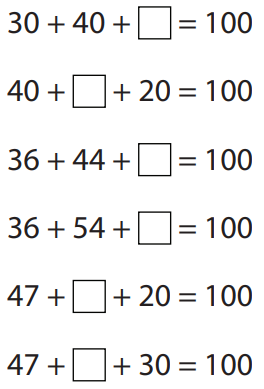 30 + 40 + □ = 100
40 + □ + 20 = 100
36 + 44 + □ = 100
36 + 54 + □ = 100
47 + □ + 20 = 100
47 + □ + 30 = 100